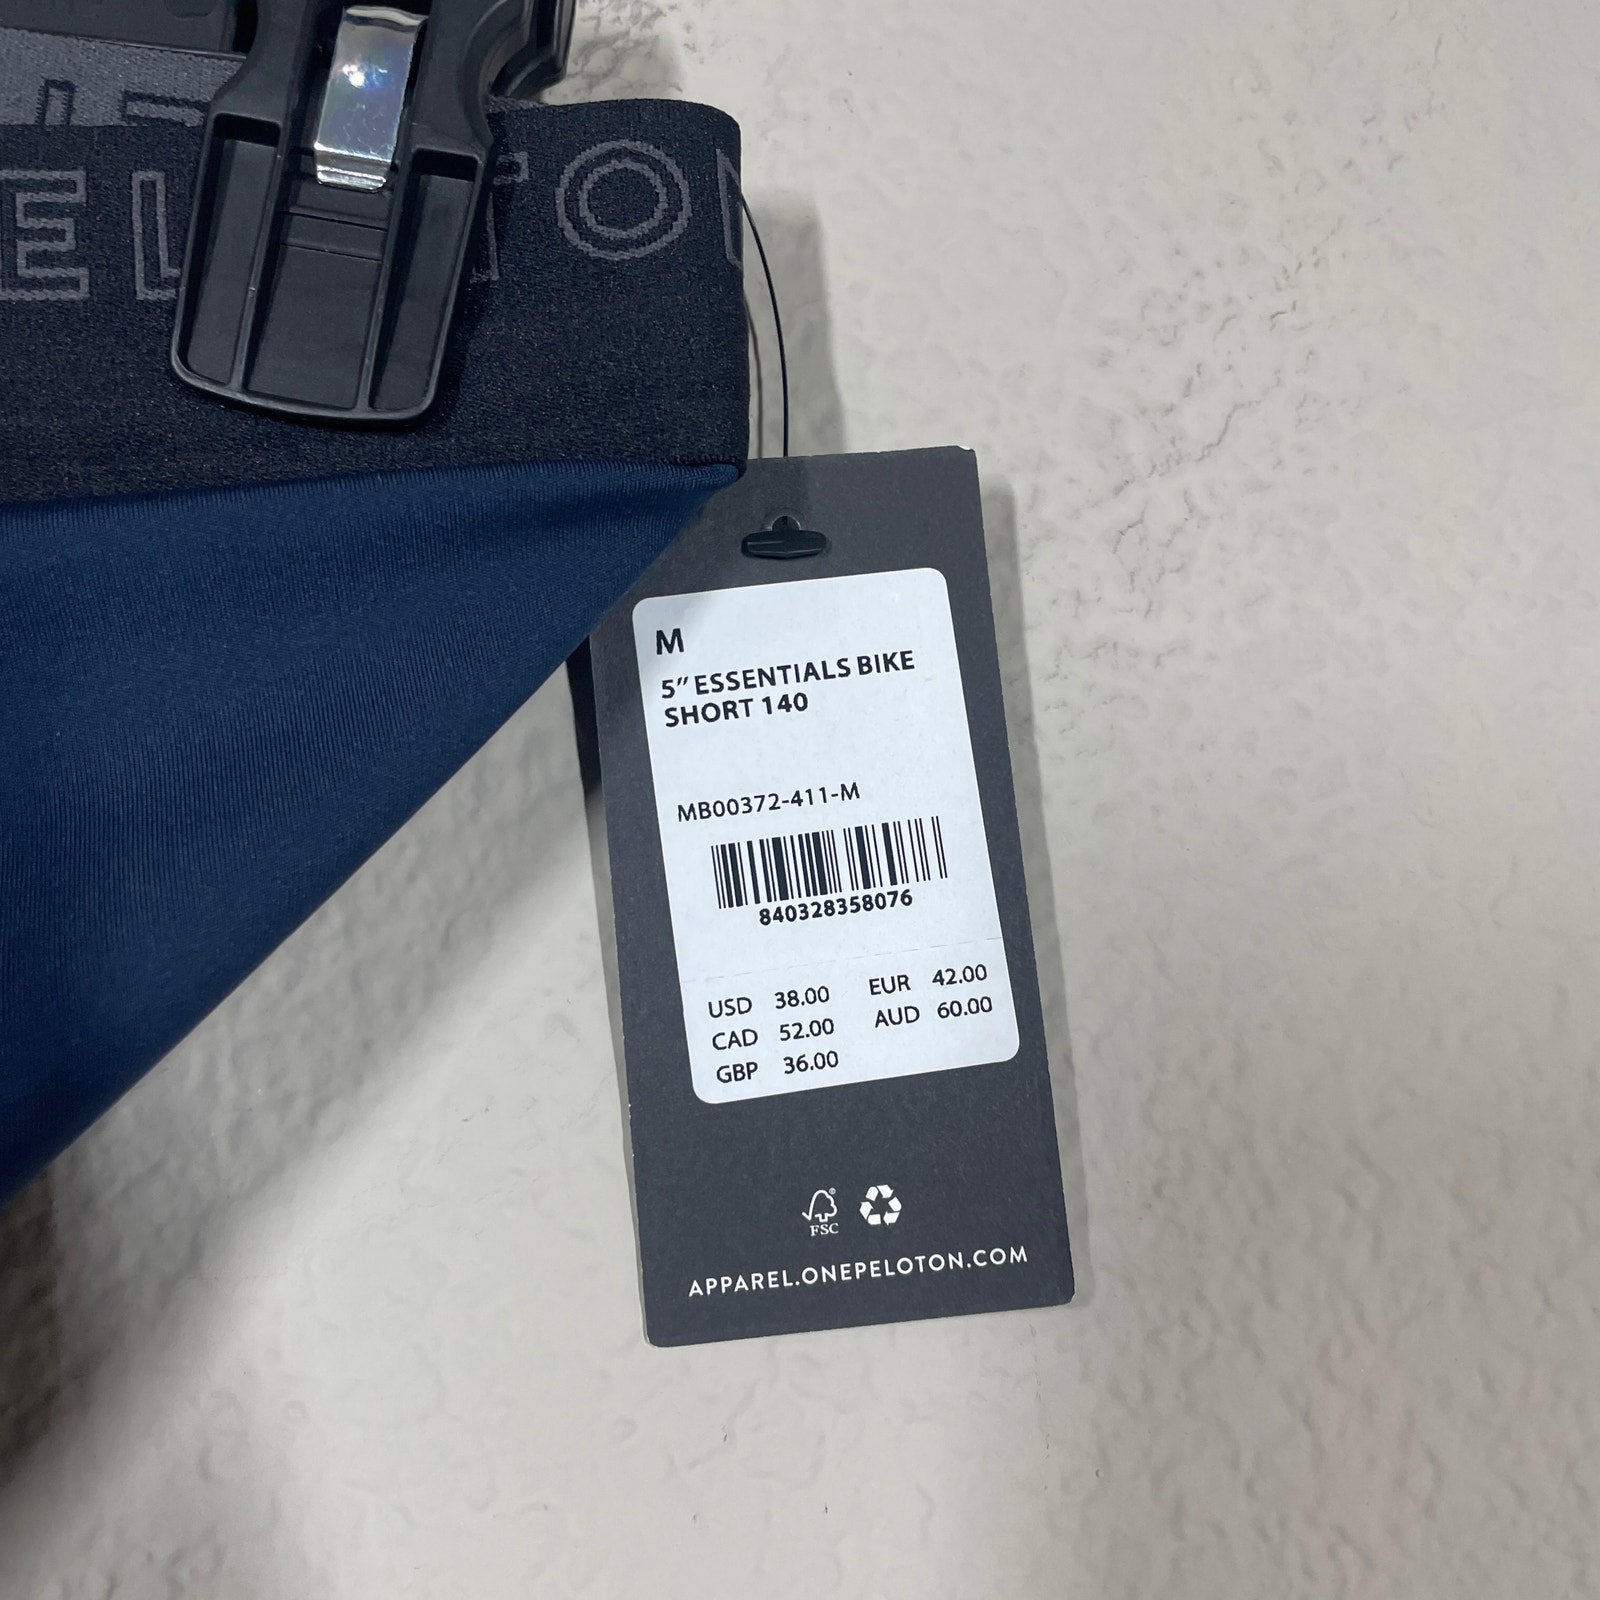 ELTON
M
5" ESSENTIALS BIKE
SHORT 140
MB00372-411-M
840328358076
USD 38.00 EUR 42.00
CAD 52.00 AUD 60.00
GBP 36.00
FSC
APPAREL.ONEPELOTON.COM